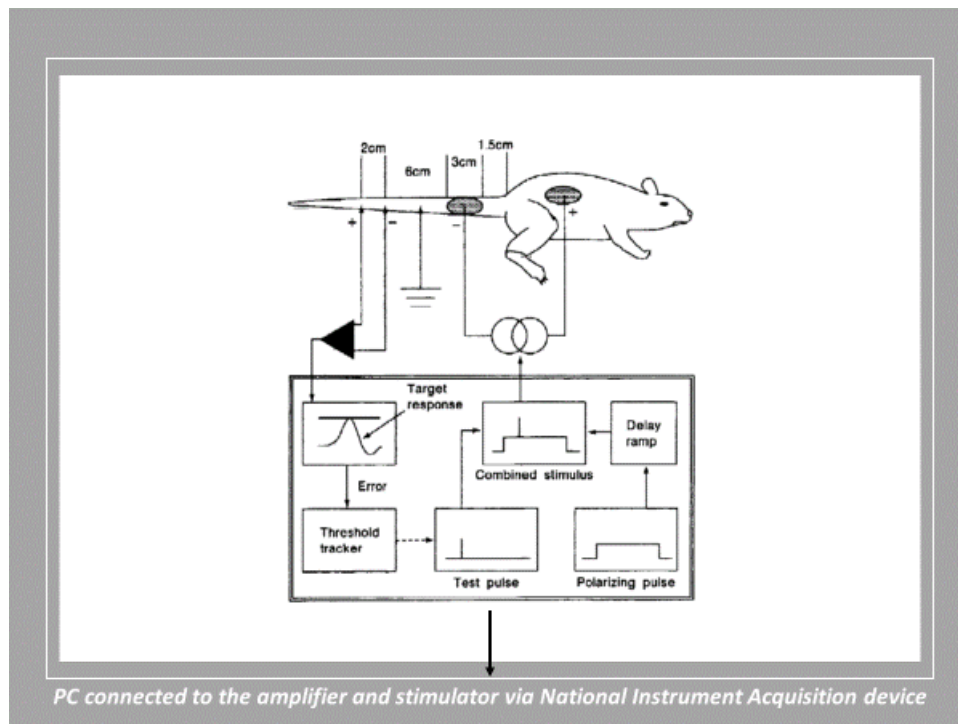 2cm
6cm
3cm
1.5cm
+
−
−
+
Target
response
Error
Threshold
tracker
Combined stimulus
Delay
ramp
Test pulse
Polarizing pulse
PC connected to the amplifier and stimulator via National Instrument Acquisition device